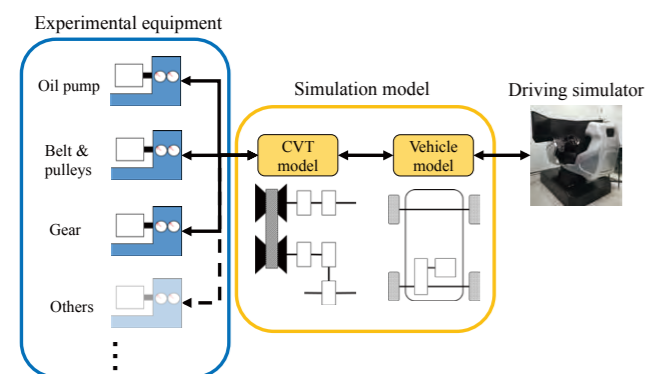 Experimental equipment
Oil pump
Belt &
pulleys
Gear
Others
Simulation model
CVT
model
Vehicle
model
Driving simulator